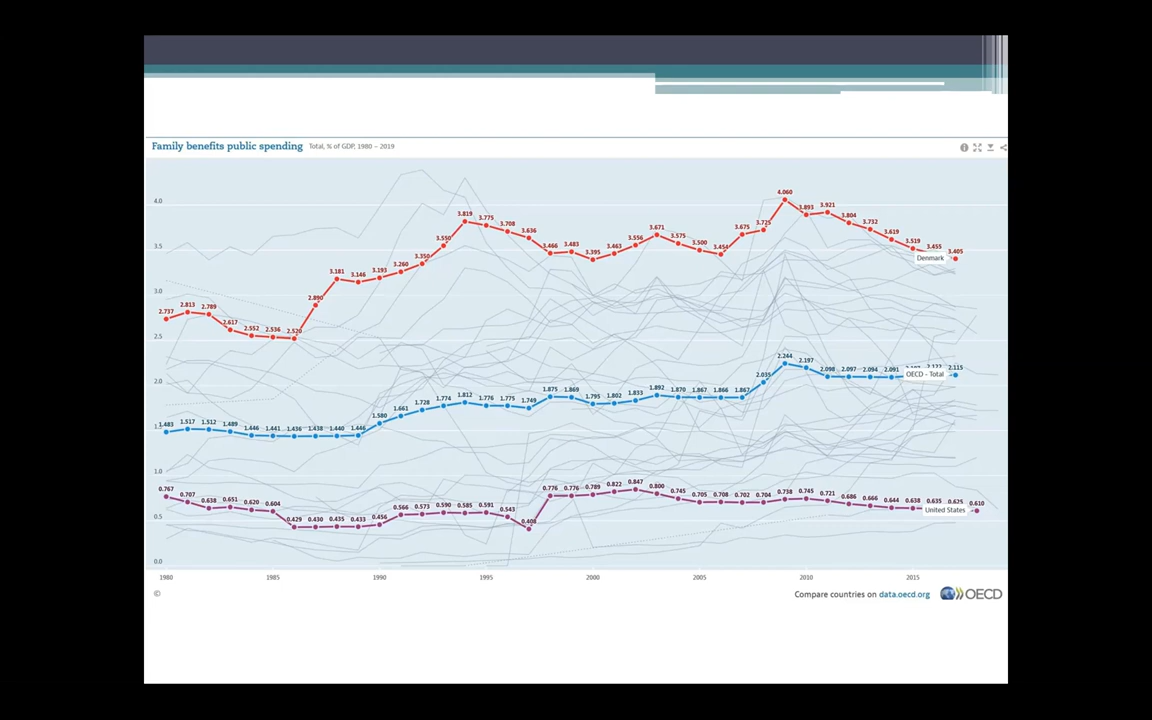 Family benefits public spending Total, % of GDP, 1980 – 2019
4.0
3.5
3.0
2.5
2.0
1.0
0.5
0.0
2.737 2.813 2.789 2.617 2.552 2.536 2.520 2.890 3.181 3.146 3.193 3.260 3.350 3.550 3.819 3.775 3.708 3.636 3.466 3.483 3.395 3.463 3.556 3.671 3.575 3.500 3.454 3.675 3.725 4.060 3.893 3.921 3.804 3.732 3.619 3.519 3.455 3.405
Denmark
1.483 1.517 1.512 1.489 1.446 1.441 1.436 1.438 1.440 1.446 1.580 1.661 1.728 1.774 1.812 1.776 1.775 1.749 1.875 1.869 1.795 1.802 1.833 1.892 1.870 1.867 1.866 1.867 2.035 2.244 2.197 2.098 2.097 2.094 2.091 2.115
OECD - Total
0.767 0.707 0.638 0.651 0.620 0.604 0.429 0.430 0.435 0.433 0.456 0.566 0.573 0.590 0.585 0.591 0.543 0.408 0.776 0.776 0.789 0.822 0.847 0.800 0.745 0.705 0.708 0.702 0.704 0.738 0.745 0.721 0.686 0.666 0.644 0.638 0.635 0.625 0.610
United States
1980 1985 1990 1995 2000 2005 2010 2015
©
Compare countries on data.oecd.org OECD